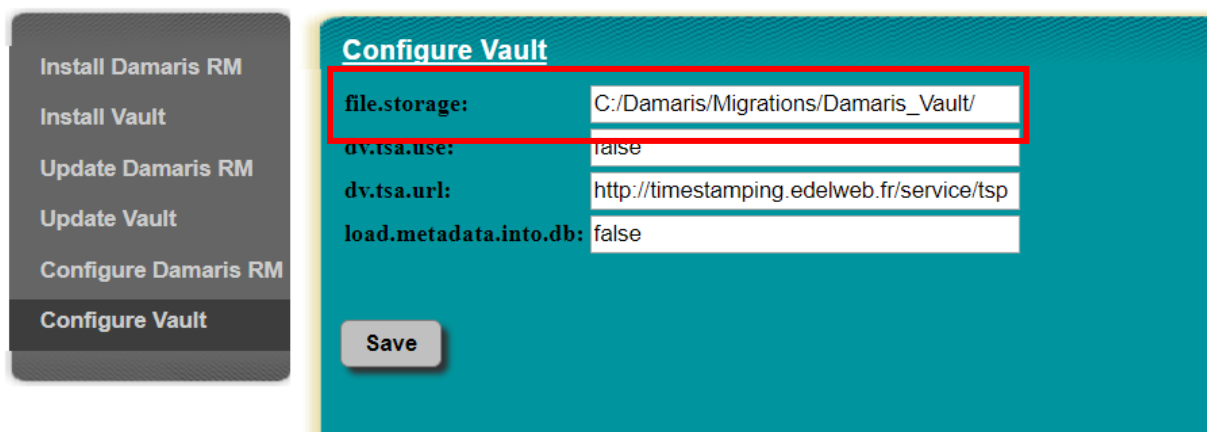 Install Damaris RM
Install Vault
Update Damaris RM
Update Vault
Configure Damaris RM
Configure Vault
Configure Vault
file.storage: C:/Damaris/Migrations/Damaris_Vault/
dv.tsa.use: false
dv.tsa.url: http://timestamping.edelweb.fr/service/tsp
load.metadata.into.db: false
Save